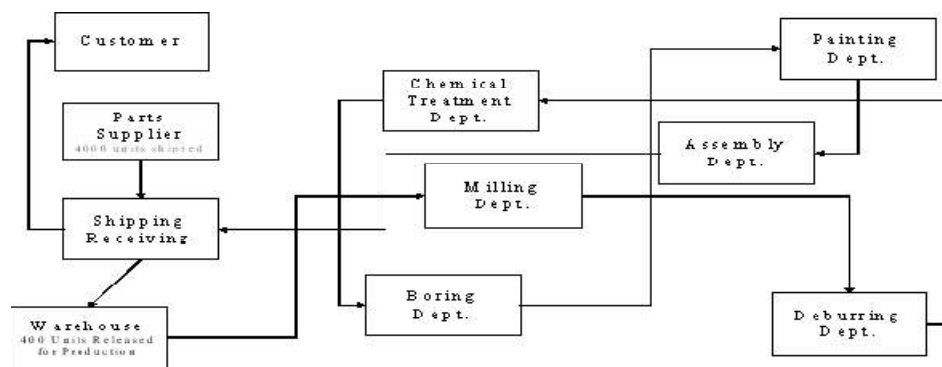 Customer
Parts
Supplier
4000 units shipped
Shipping
Receiving
Warehouse
400 Units Released
for Production
Chemical
Treatment
Dept.
Milling
Dept.
Boring
Dept.
Painting
Dept.
Assembly
Dept.
Deburring
Dept.